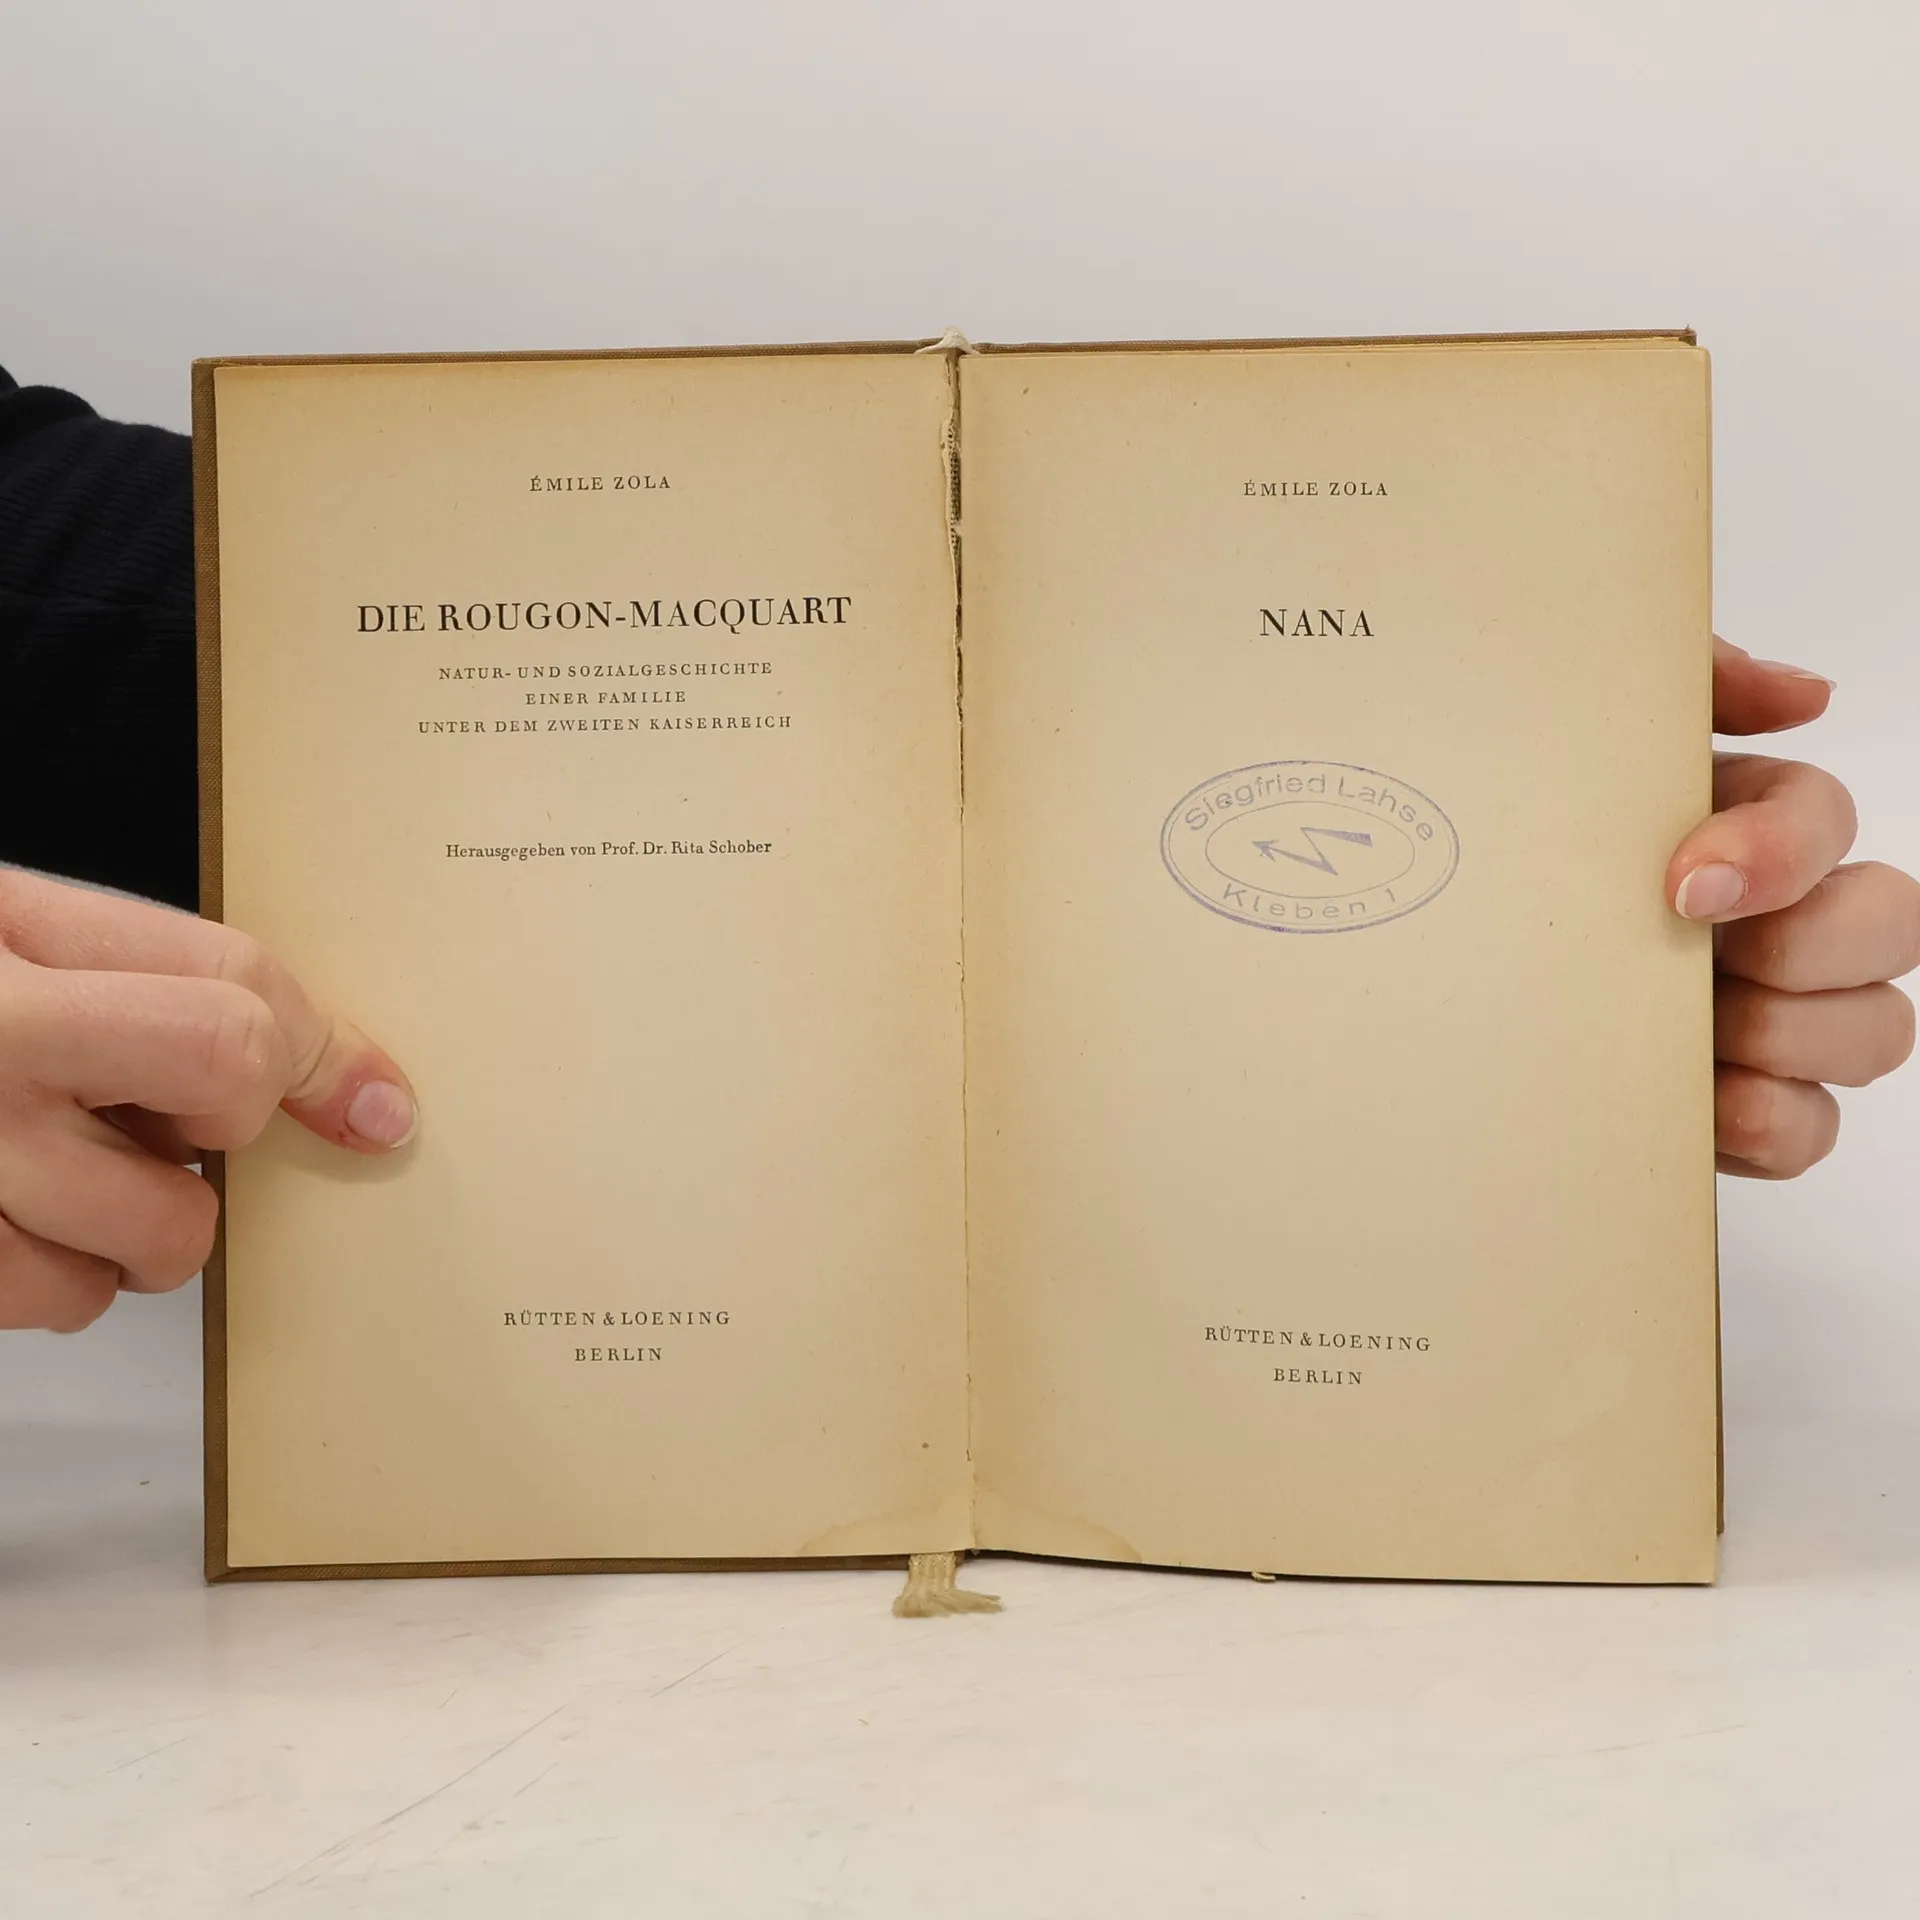 ÉMILE ZOLA
DIE ROUGON-MACQUART
NATUR- UND SOZIALGESCHICHTE
EINER FAMILIE
UNTER DEM ZWEITEN KAISERREICH
Herausgegeben von Prof. Dr. Rita Schober
RÜTTEN & LOENING
BERLIN
ÉMILE ZOLA
NANA
Siegfried Lahse
Kleben 1
RÜTTEN & LOENING
BERLIN